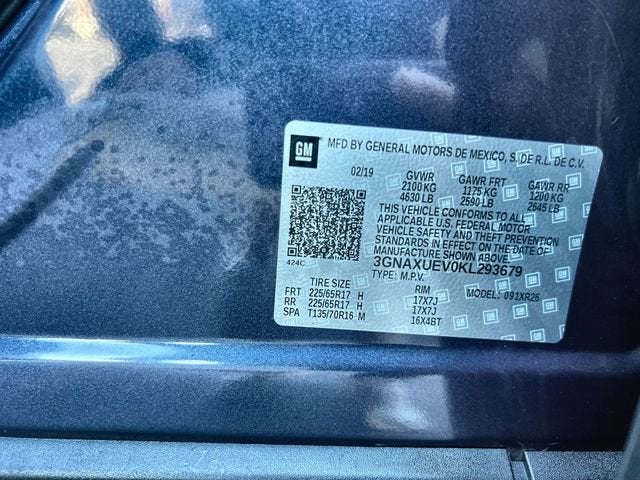 GM
MFD BY GENERAL MOTORS DE MEXICO, S. DE R.L. DE C.V.
02/19 GVWR GAWR FRT GAWR RR
2100 KG 1175 KG 1200 KG
4630 LB 2590 LB 2645 LB
THIS VEHICLE CONFORMS TO ALL
APPLICABLE U.S. FEDERAL MOTOR
VEHICLE SAFETY AND THEFT PREVENTION
STANDARDS IN EFFECT ON THE DATE OF
MANUFACTURE SHOWN ABOVE.
424C 3GNAXUEV0KL293679
TYPE: M.P.V. MODEL: 091XR26
TIRE SIZE RIM
FRT 225/65R17 H 17X7J
RR 225/65R17 H 17X7J
SPA T135/70R16 M 16X4BT